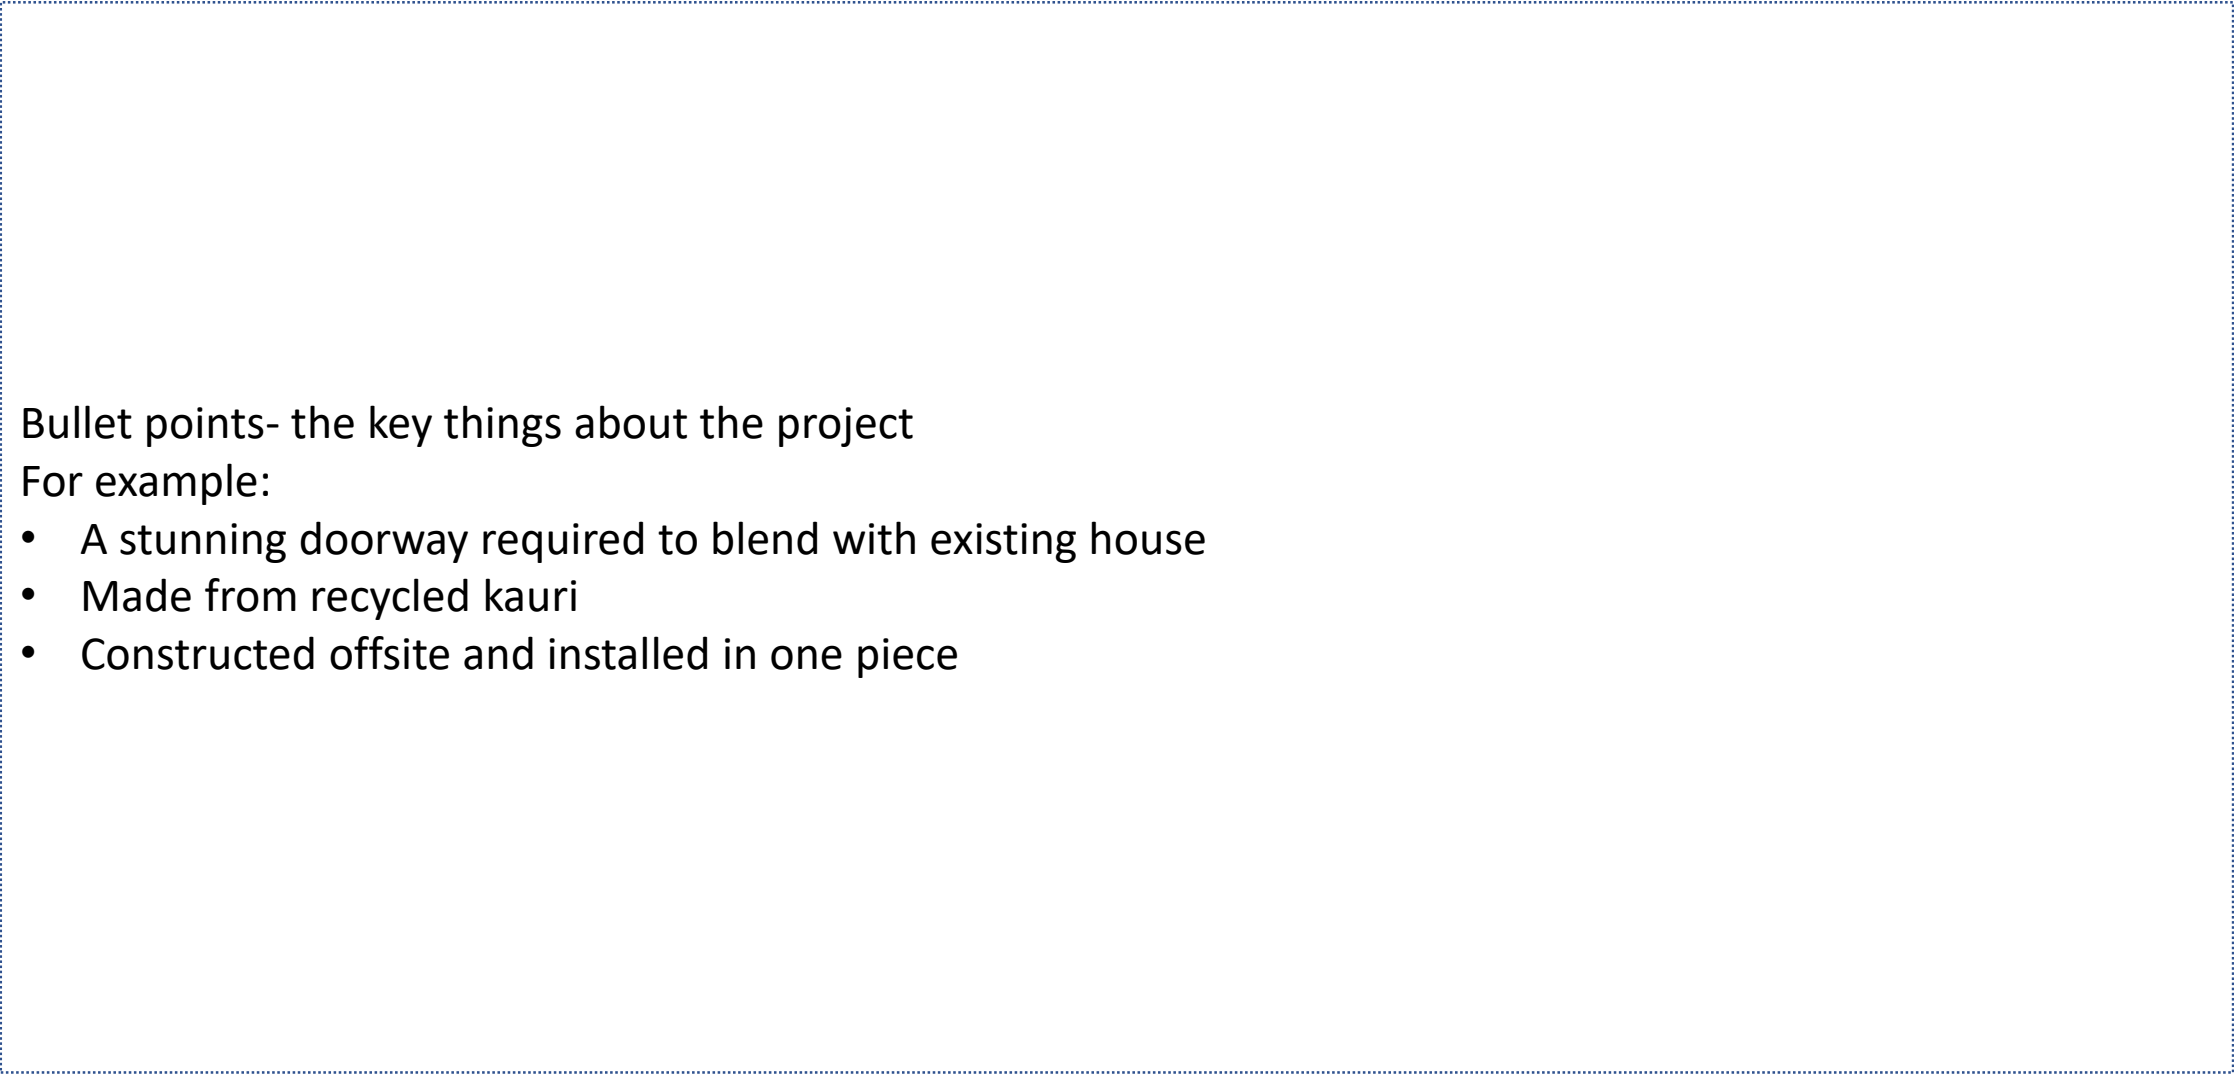 Bullet points- the key things about the project
For example:
• A stunning doorway required to blend with existing house
• Made from recycled kauri
• Constructed offsite and installed in one piece